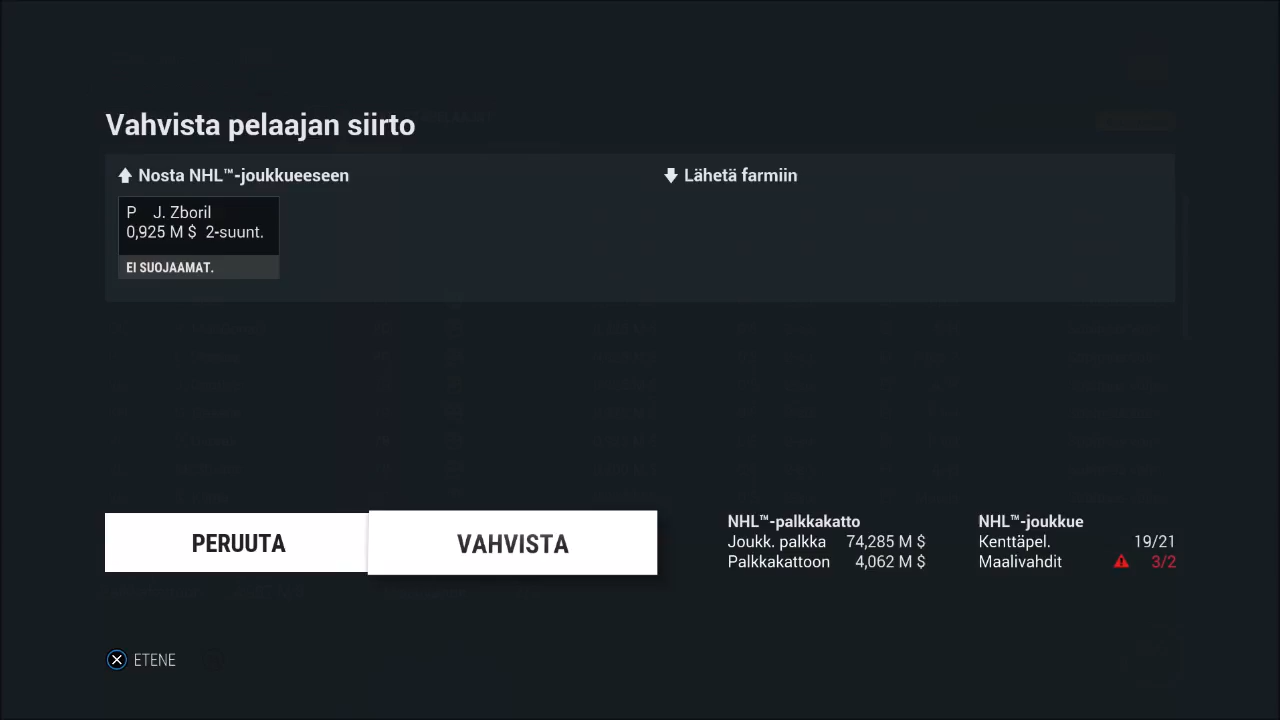 Vahvista pelaajan siirto
Nosta NHL™-joukkueeseen
Lähetä farmiin
P J. Zboril
0,925 M $ 2-suunt.
EI SUOJAAMAT.
PERUUTA
VAHVISTA
NHL™-palkkakatto
Joukk. palkka 74,285 M $
Palkkakattoon 4,062 M $
NHL™-joukkue
Kenttäpel. 19/21
Maalivahdit 3/2
ETENE